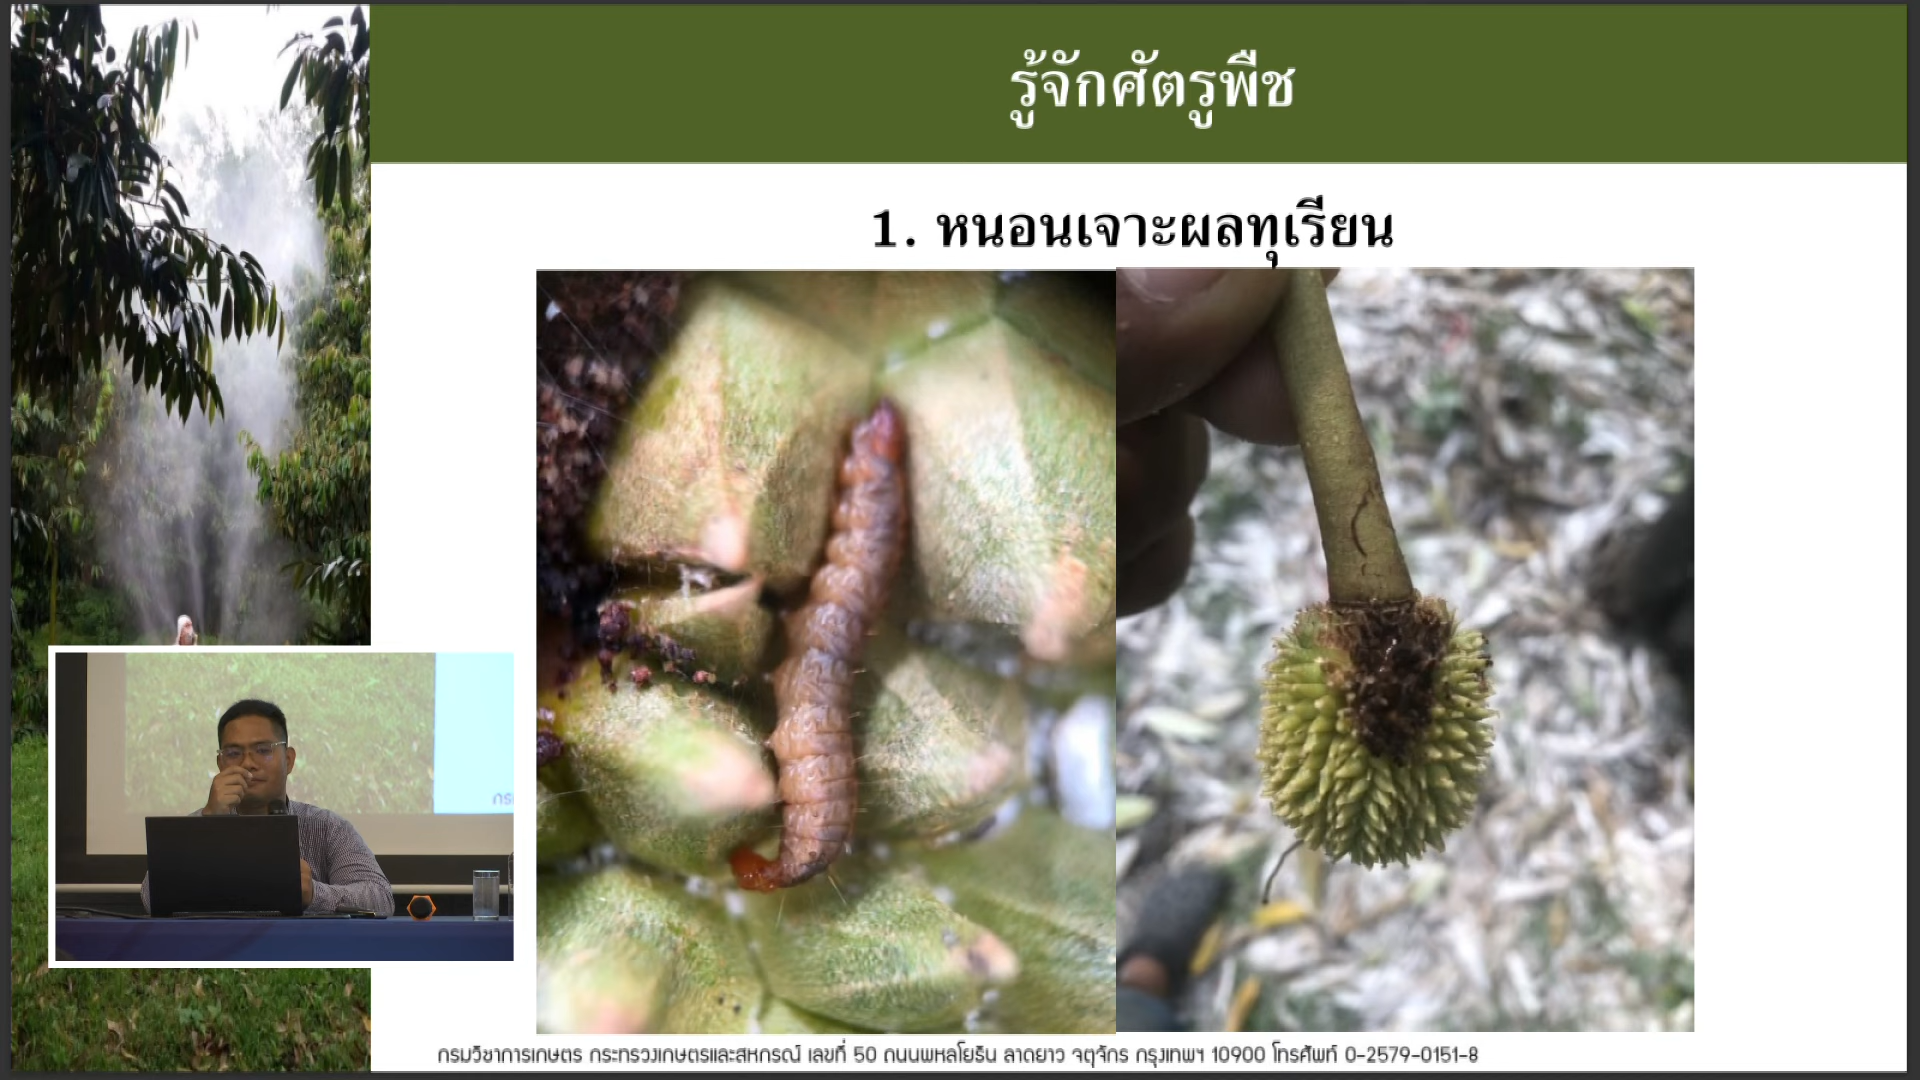 รู้จักศัตรูพืช
1. หนอนเจาะผลทุเรียน
กรมวิชาการเกษตร กระทรวงเกษตรและสหกรณ์ เลขที่ 50 ถนนพหลโยธิน ลาดยาว จตุจักร กรุงเทพฯ 10900 โทรศัพท์ 0-2579-0151-8